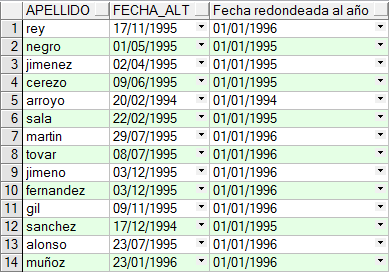 APELLIDO FECHA_ALT Fecha redondeada al año
1 rey 17/11/1995 01/01/1996
2 negro 01/05/1995 01/01/1995
3 jimenez 02/04/1995 01/01/1995
4 cerezo 09/06/1995 01/01/1995
5 arroyo 20/02/1994 01/01/1994
6 sala 22/02/1995 01/01/1995
7 martin 29/07/1995 01/01/1996
8 tovar 08/07/1995 01/01/1996
9 jimeno 03/12/1995 01/01/1996
10 fernandez 03/12/1995 01/01/1996
11 gil 09/11/1995 01/01/1996
12 sanchez 17/12/1994 01/01/1995
13 alonso 23/07/1995 01/01/1996
14 muñoz 23/01/1996 01/01/1996